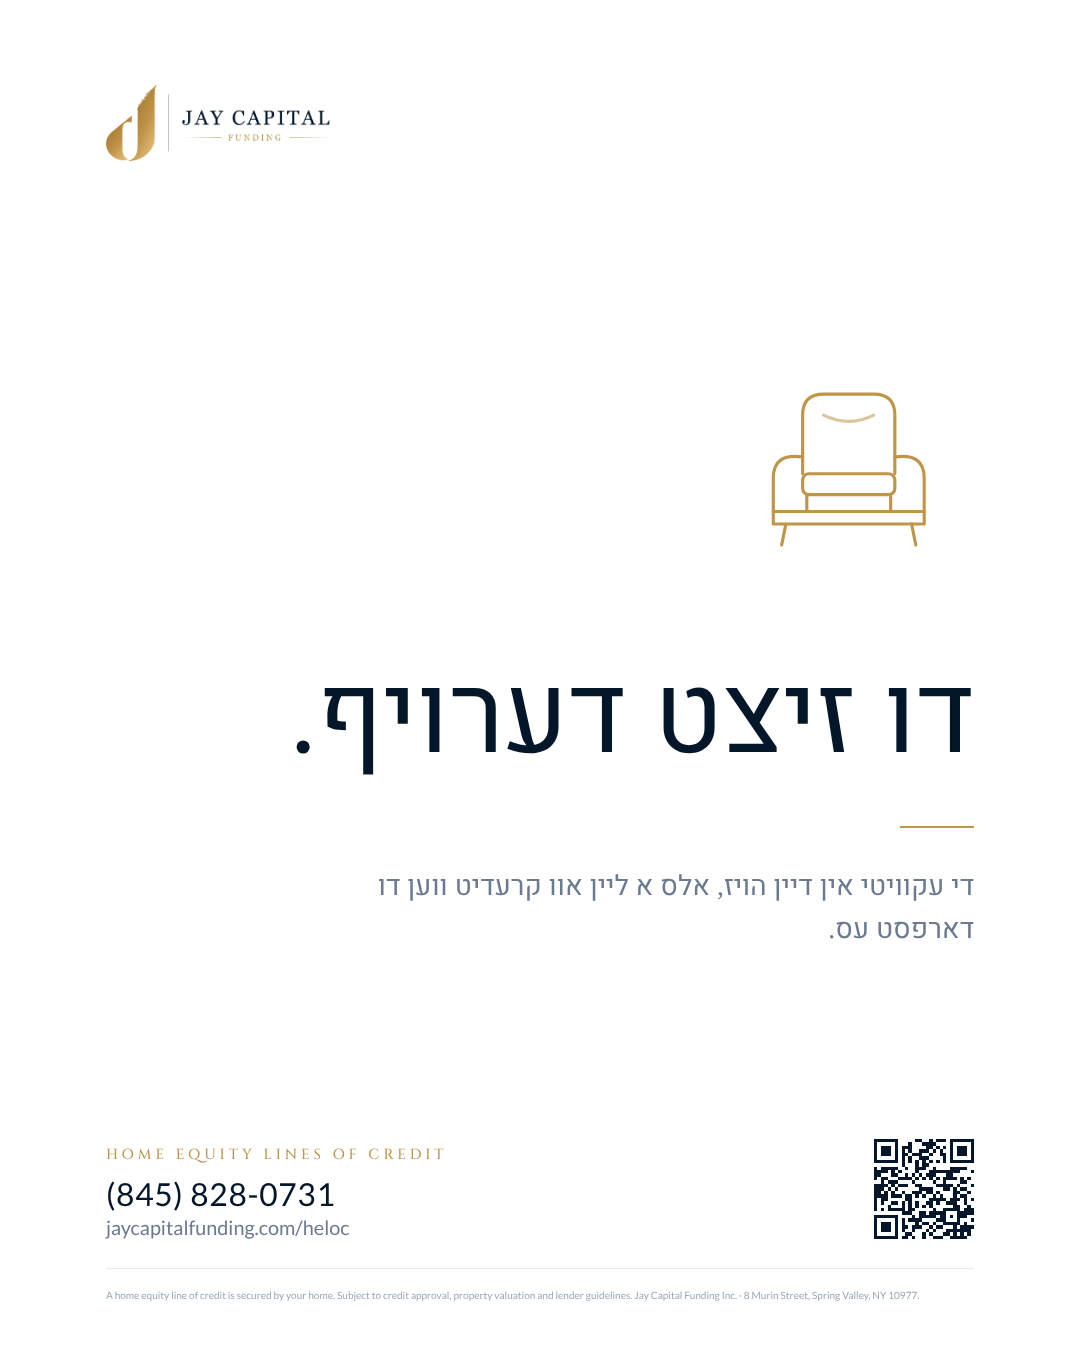 JAY CAPITAL
FUNDING
דו זיצט דערויף.
די עקוויטי אין דיין הויז, אלס א ליין אוו קרעדיט ווען דו
דארפסט עס.
HOME EQUITY LINES OF CREDIT
(845) 828-0731
jaycapitalfunding.com/heloc
A home equity line of credit is secured by your home. Subject to credit approval, property valuation and lender guidelines. Jay Capital Funding Inc. · 8 Murin Street, Spring Valley, NY 10977.